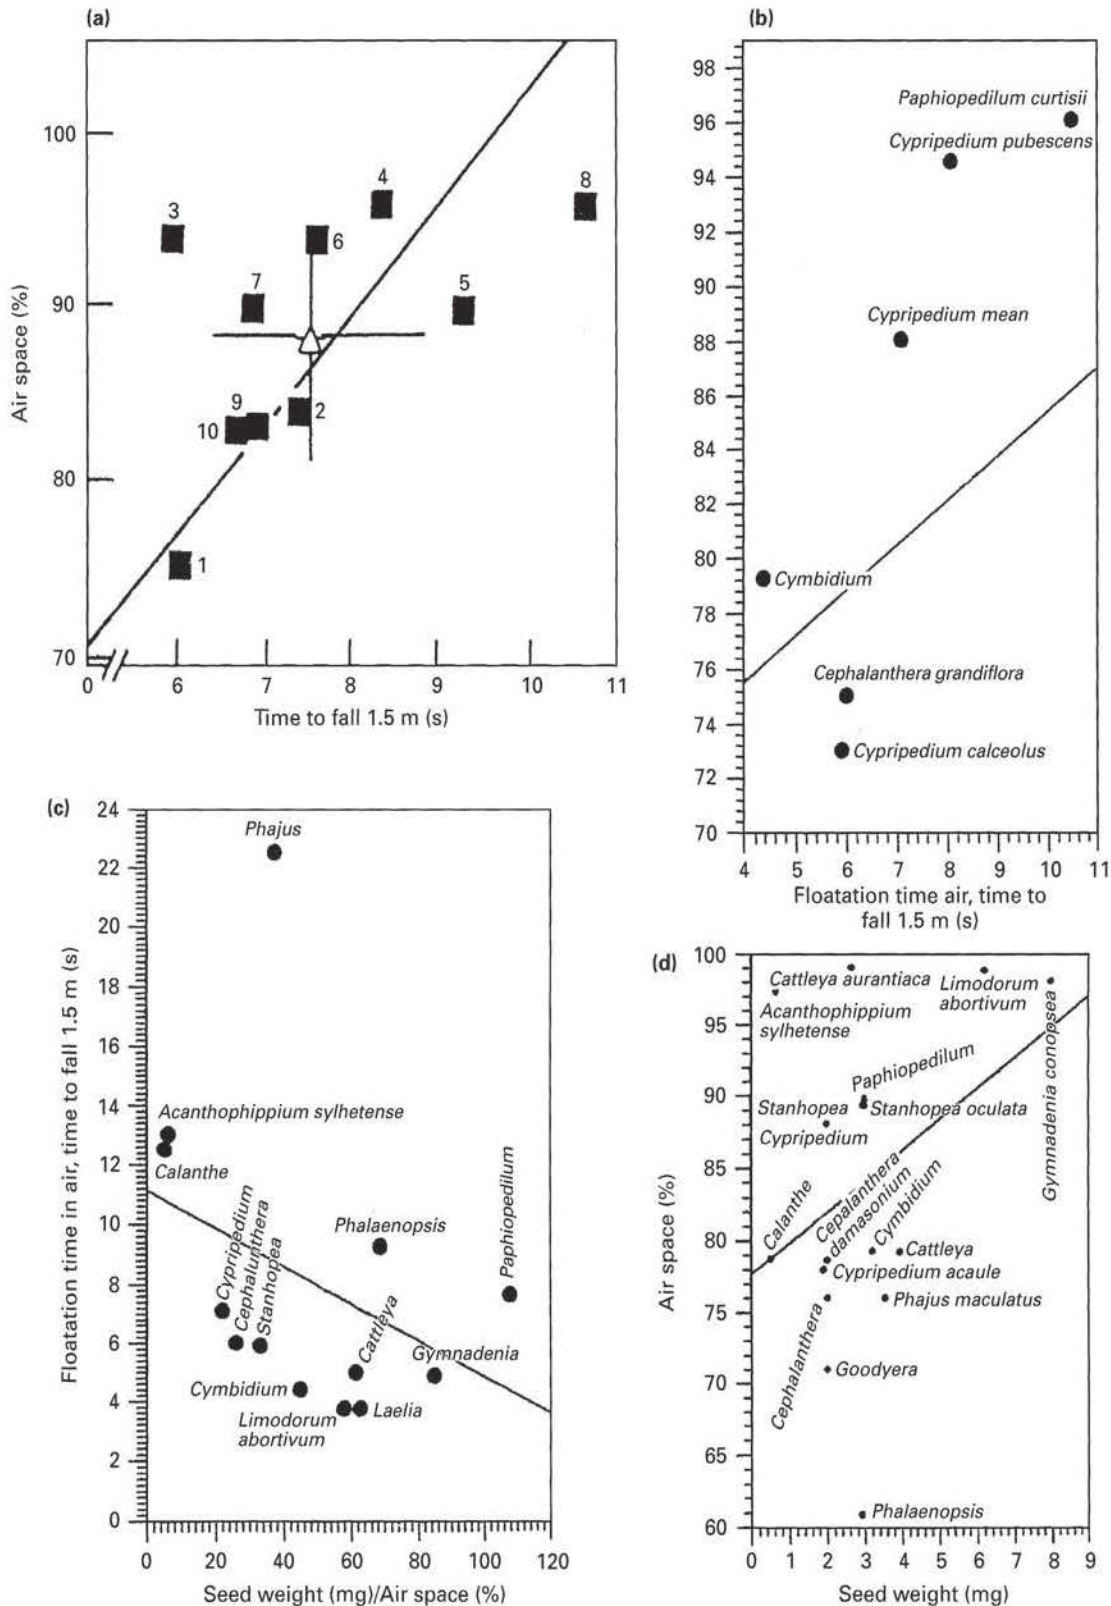 (a)
Air space (%)
100
90
80
70
3
4
8
6
7
5
9
10
2
1
0 6 7 8 9 10 11
Time to fall 1.5 m (s)
(b)
98
96
94
92
90
88
86
84
82
80
78
76
74
72
70
Paphiopedilum curtisii
Cypripedium pubescens
Cypripedium mean
Cymbidium
Cephalanthera grandiflora
Cypripedium calceolus
4 5 6 7 8 9 10 11
Floatation time air, time to
fall 1.5 m (s)
(c)
Floatation time in air, time to fall 1.5 m (s)
24
22
20
18
16
14
12
10
8
6
4
2
0
Phajus
Acanthophippium sylhetense
Calanthe
Cypripedium
Cephalunthera
Stanhopea
Phalaenopsis
Paphiopedilum
Cattleya
Gymnadenia
Cymbidium
Limodorum
abortivum
Laelia
0 20 40 60 80 100 120
Seed weight (mg)/Air space (%)
(d)
Air space (%)
100
95
90
85
80
75
70
65
60
Cattleya aurantiaca
Limodorum
abortivum
Acanthophippium
sylhetense
Gymnadenia conopsea
Paphiopedilum
Stanhopea
Stanhopea oculata
Cypripedium
Calanthe
Cepalanthera
damasonium
Cymbidium
Cattleya
Cypripedium acaule
Phajus maculatus
Cephalanthera
Goodyera
Phalaenopsis
0 1 2 3 4 5 6 7 8 9
Seed weight (mg)